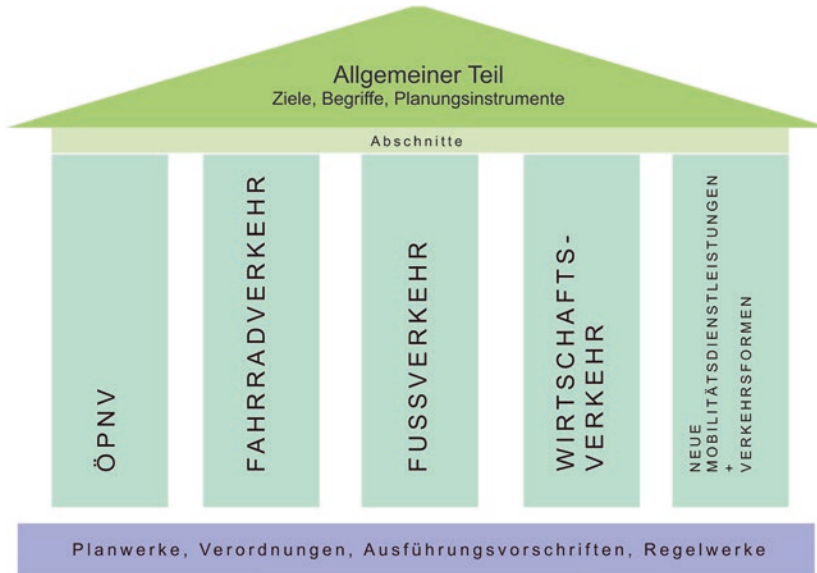 Allgemeiner Teil
Ziele, Begriffe, Planungsinstrumente
Abschnitte
ÖPNV
FAHRRADVERKEHR
FUSSVERKEHR
WIRTSCHAFTS-
VERKEHR
NEUE
MOBILITÄTSDIENSTLEISTUNGEN
+
VERKEHRSFORMEN
Planwerke, Verordnungen, Ausführungsvorschriften, Regelwerke